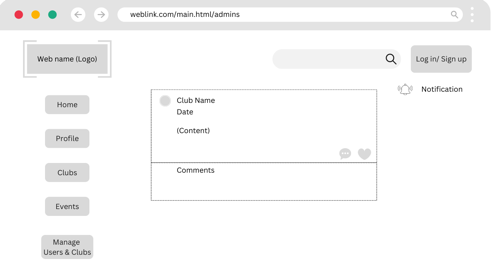 weblink.com/main.html/admins
Web name (Logo)
Log in/ Sign up
Notification
Home
Profile
Clubs
Events
Manage
Users & Clubs
Club Name
Date
(Content)
Comments